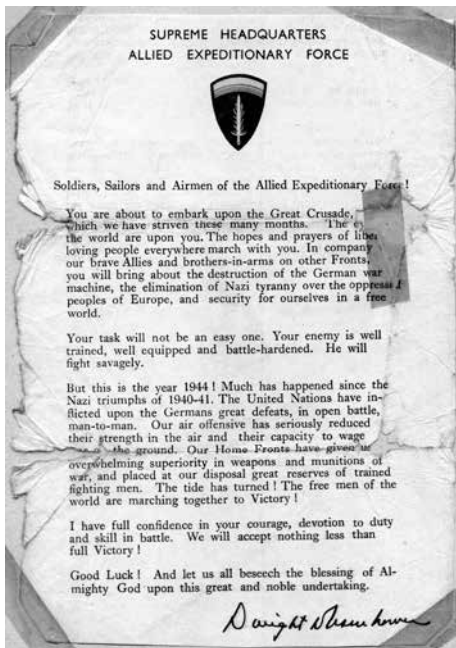 SUPREME HEADQUARTERS
ALLIED EXPEDITIONARY FORCE
Soldiers, Sailors and Airmen of the Allied Expeditionary Force !
You are about to embark upon the Great Crusade,
which we have striven these many months. The
the world are upon you. The hopes and prayers of
loving people everywhere march with you. In company
our brave Allies and brothers-in-arms on other Fronts,
you will bring about the destruction of the German war
machine, the elimination of Nazi tyranny over the oppressed
peoples of Europe, and security for ourselves in a free
world.
Your task will not be an easy one. Your enemy is well
trained, well equipped and battle-hardened. He will
fight savagely.
But this is the year 1944 ! Much has happened since the
Nazi triumphs of 1940-41. The United Nations have in-
flicted upon the Germans great defeats, in open battle,
man-to-man. Our air offensive has seriously reduced
their strength in the air and their capacity to wage
the ground. Our Home Fronts have given us
overwhelming superiority in weapons and munitions of
war, and placed at our disposal great reserves of trained
fighting men. The tide has turned ! The free men of the
world are marching together to Victory !
I have full confidence in your courage, devotion to duty
and skill in battle. We will accept nothing less than
full Victory !
Good Luck ! And let us all beseech the blessing of Al-
mighty God upon this great and noble undertaking.
Dwight D Eisenhower